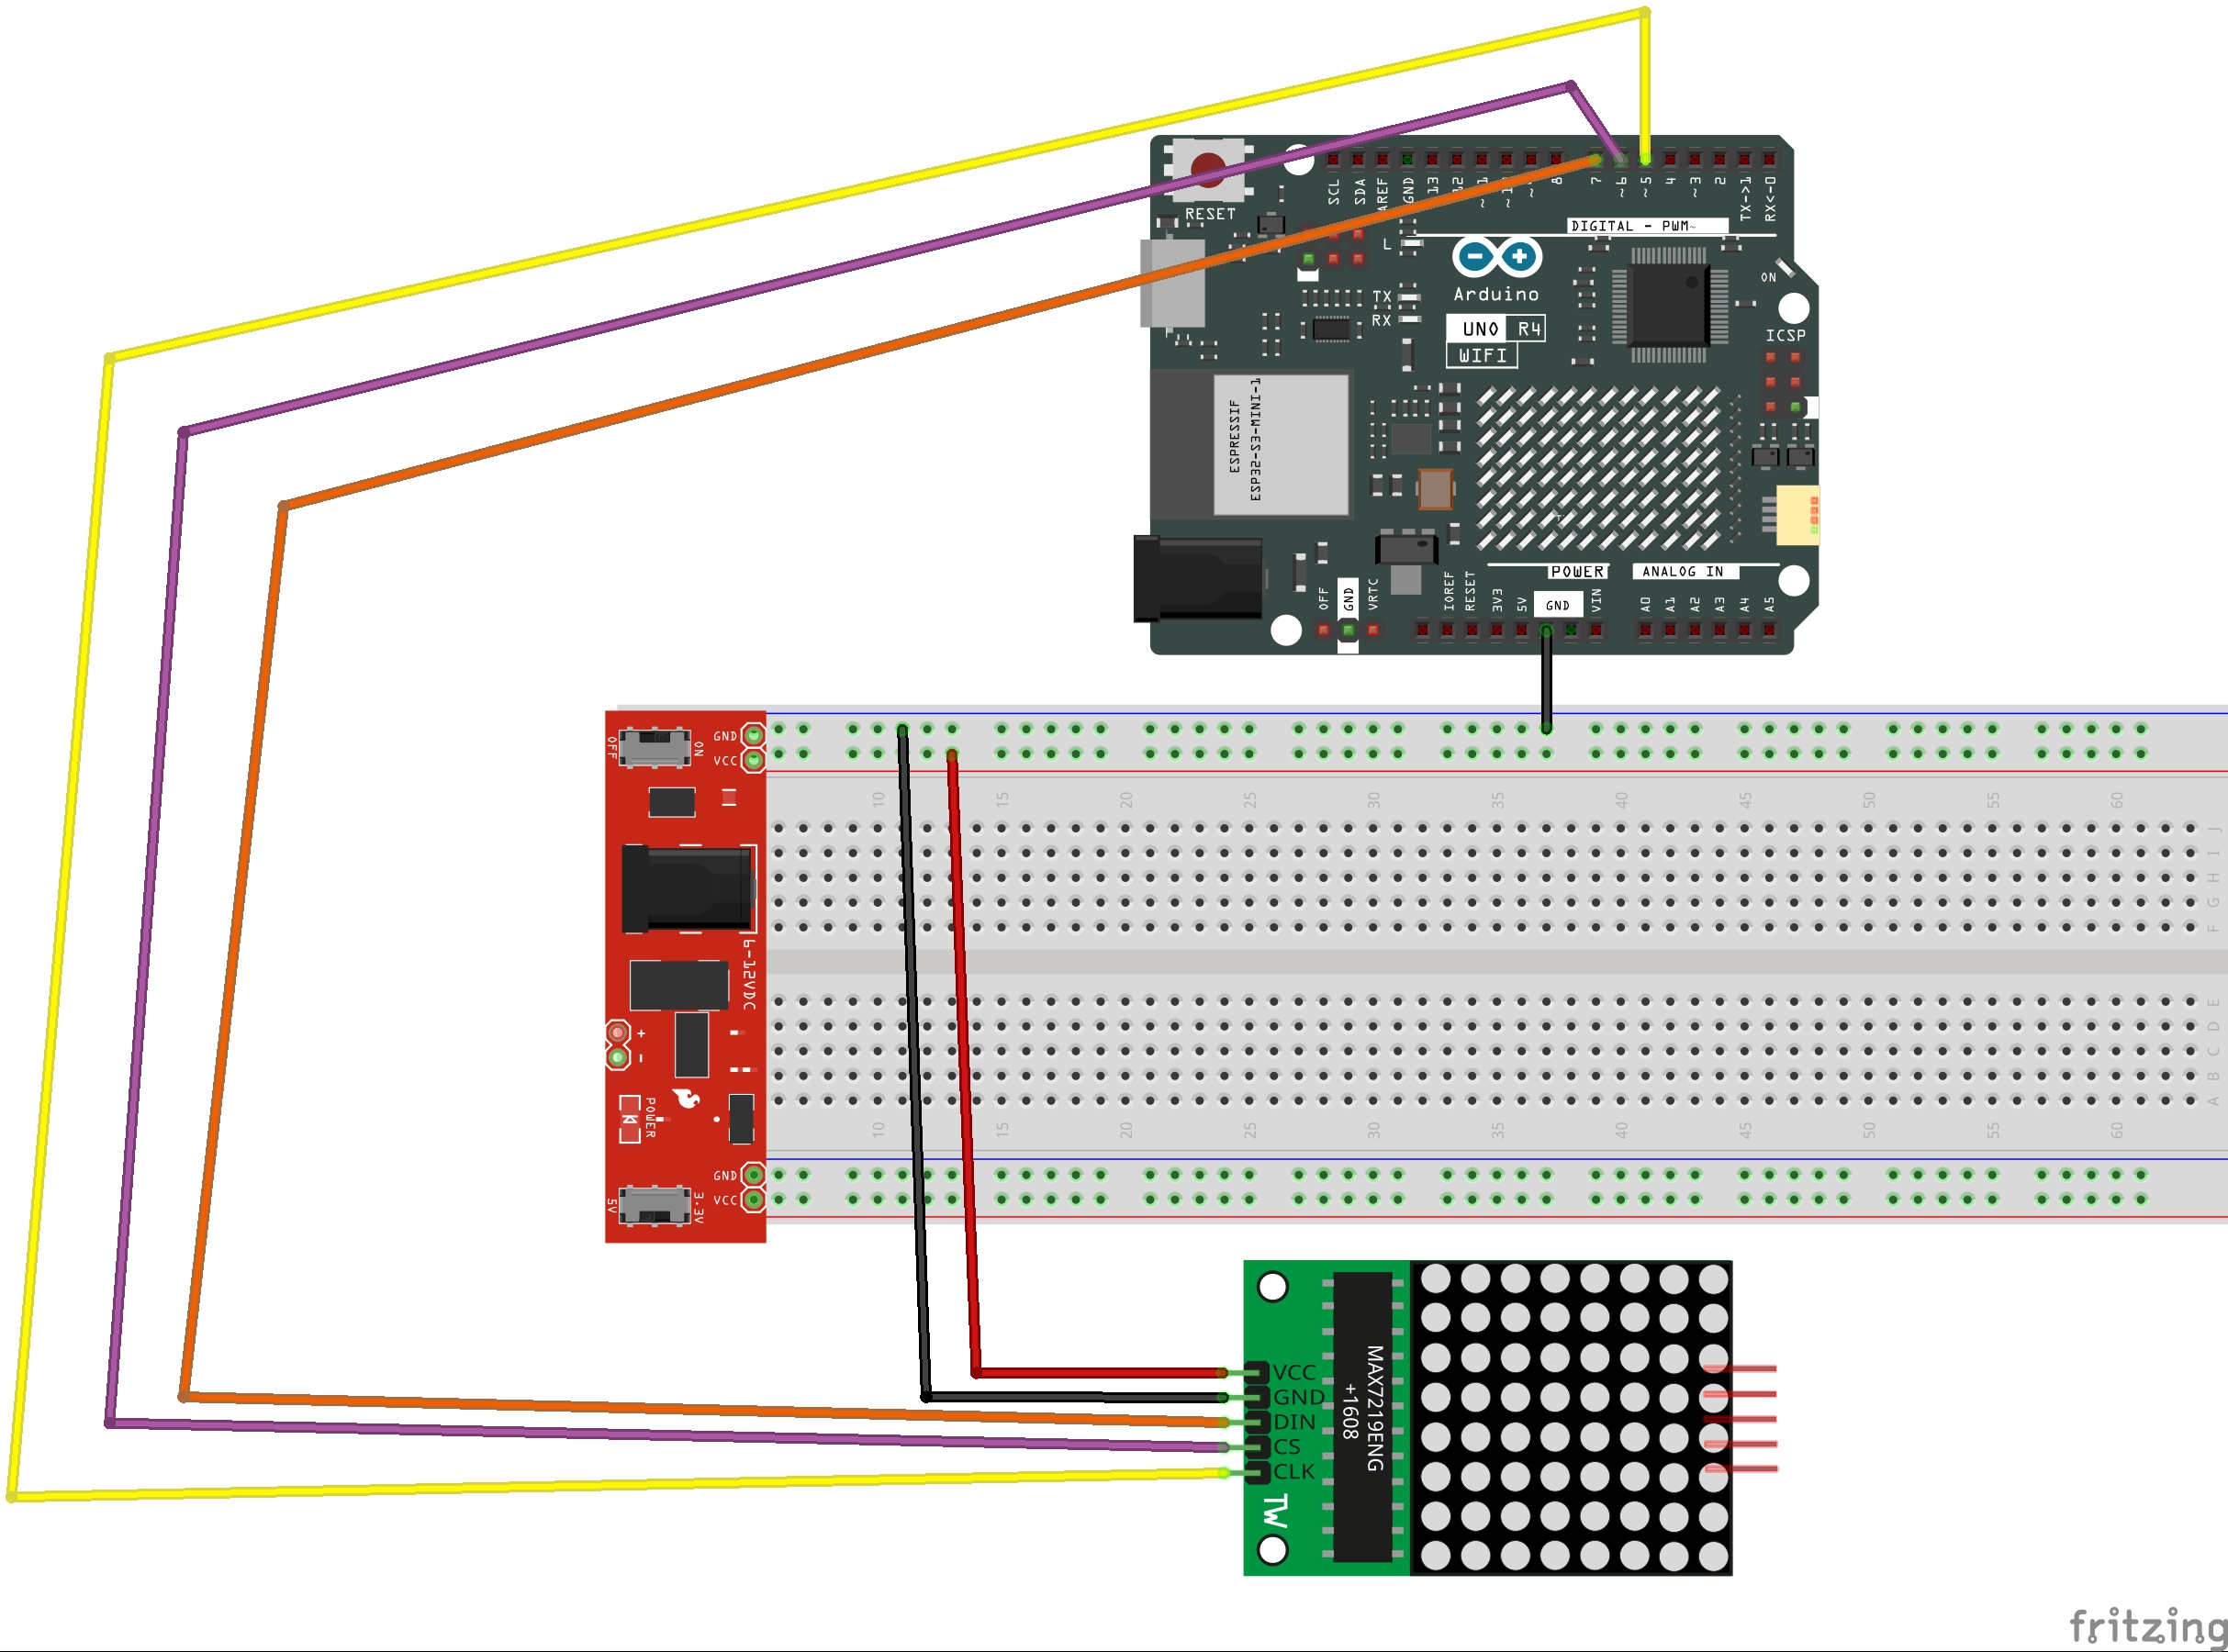 RESET
SCL
SDA
AREF
GND
13
8
7
~6
~5
4
~3
2
TX->1
RX<-0
DIGITAL - PWM~
L
TX
RX
Arduino
UNO R4
WIFI
ON
ICSP
ESPRESSIF
ESP32-S3-MINI-1
OFF
GND
VRTC
IOREF
RESET
3V3
5V
GND
VIN
POWER
ANALOG IN
A0
A1
A2
A3
A4
A5
OFF
ON
GND
VCC
6-12VDC
+
-
POWER
GND
VCC
5V
3.3V
10 15 20 25 30 35 40 45 50 55 60
J
I
H
G
F
E
D
C
B
A
10 15 20 25 30 35 40 45 50 55 60
VCC
GND
DIN
CS
CLK
MAX7219ENG
+1608
TW
fritzing